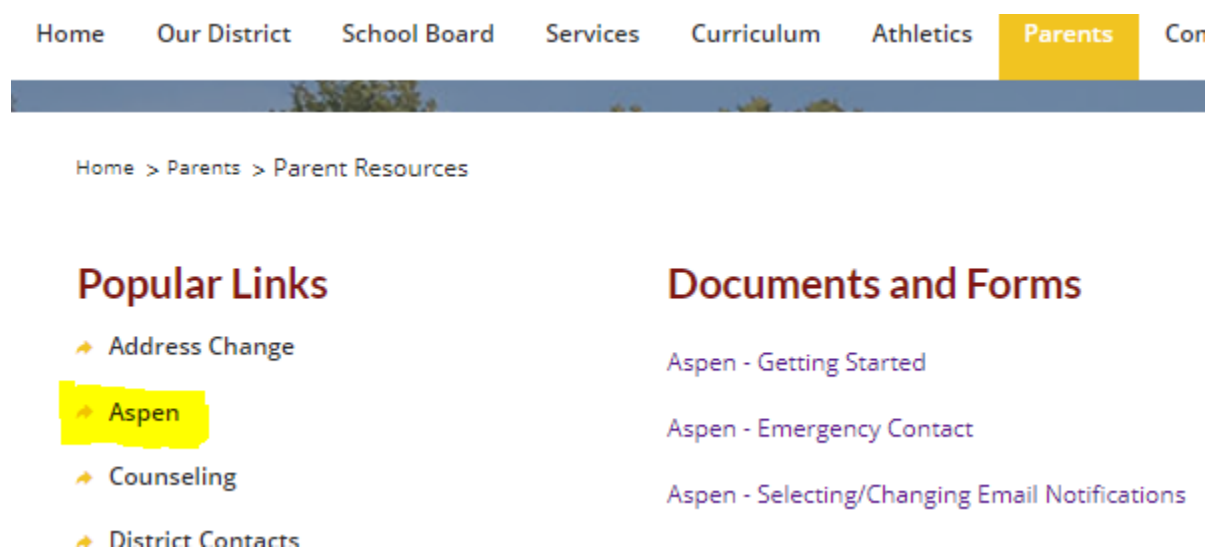 Home Our District School Board Services Curriculum Athletics Parents
Home > Parents > Parent Resources
Popular Links
Address Change
Aspen
Counseling
District Contacts
Documents and Forms
Aspen - Getting Started
Aspen - Emergency Contact
Aspen - Selecting/Changing Email Notifications